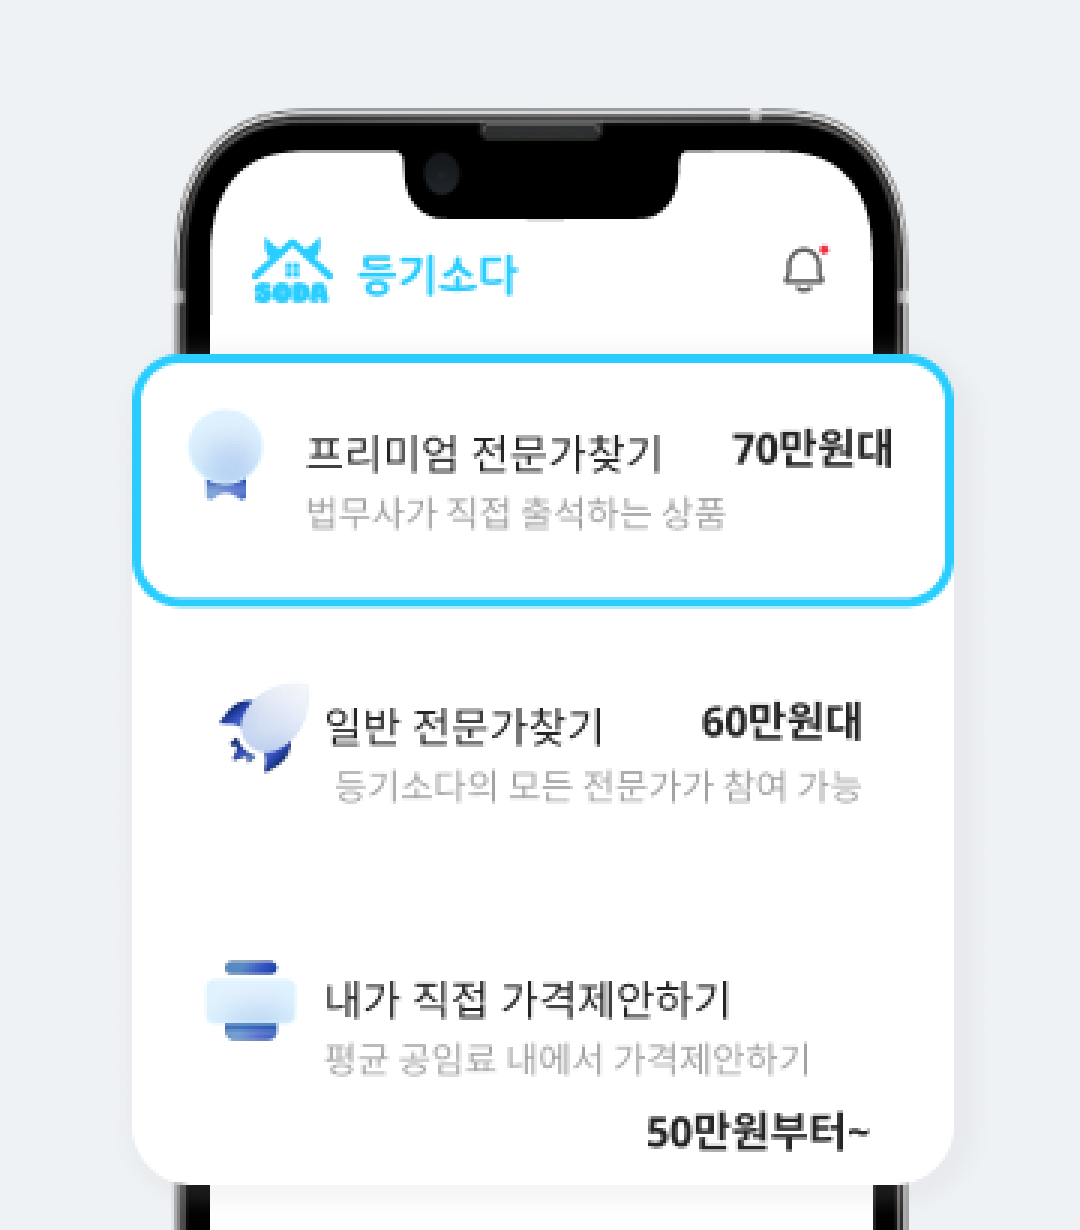 SODA 등기소다
프리미엄 전문가찾기 70만원대
법무사가 직접 출석하는 상품
일반 전문가찾기 60만원대
등기소다의 모든 전문가가 참여 가능
내가 직접 가격제안하기
평균 공임료 내에서 가격제안하기
50만원부터~